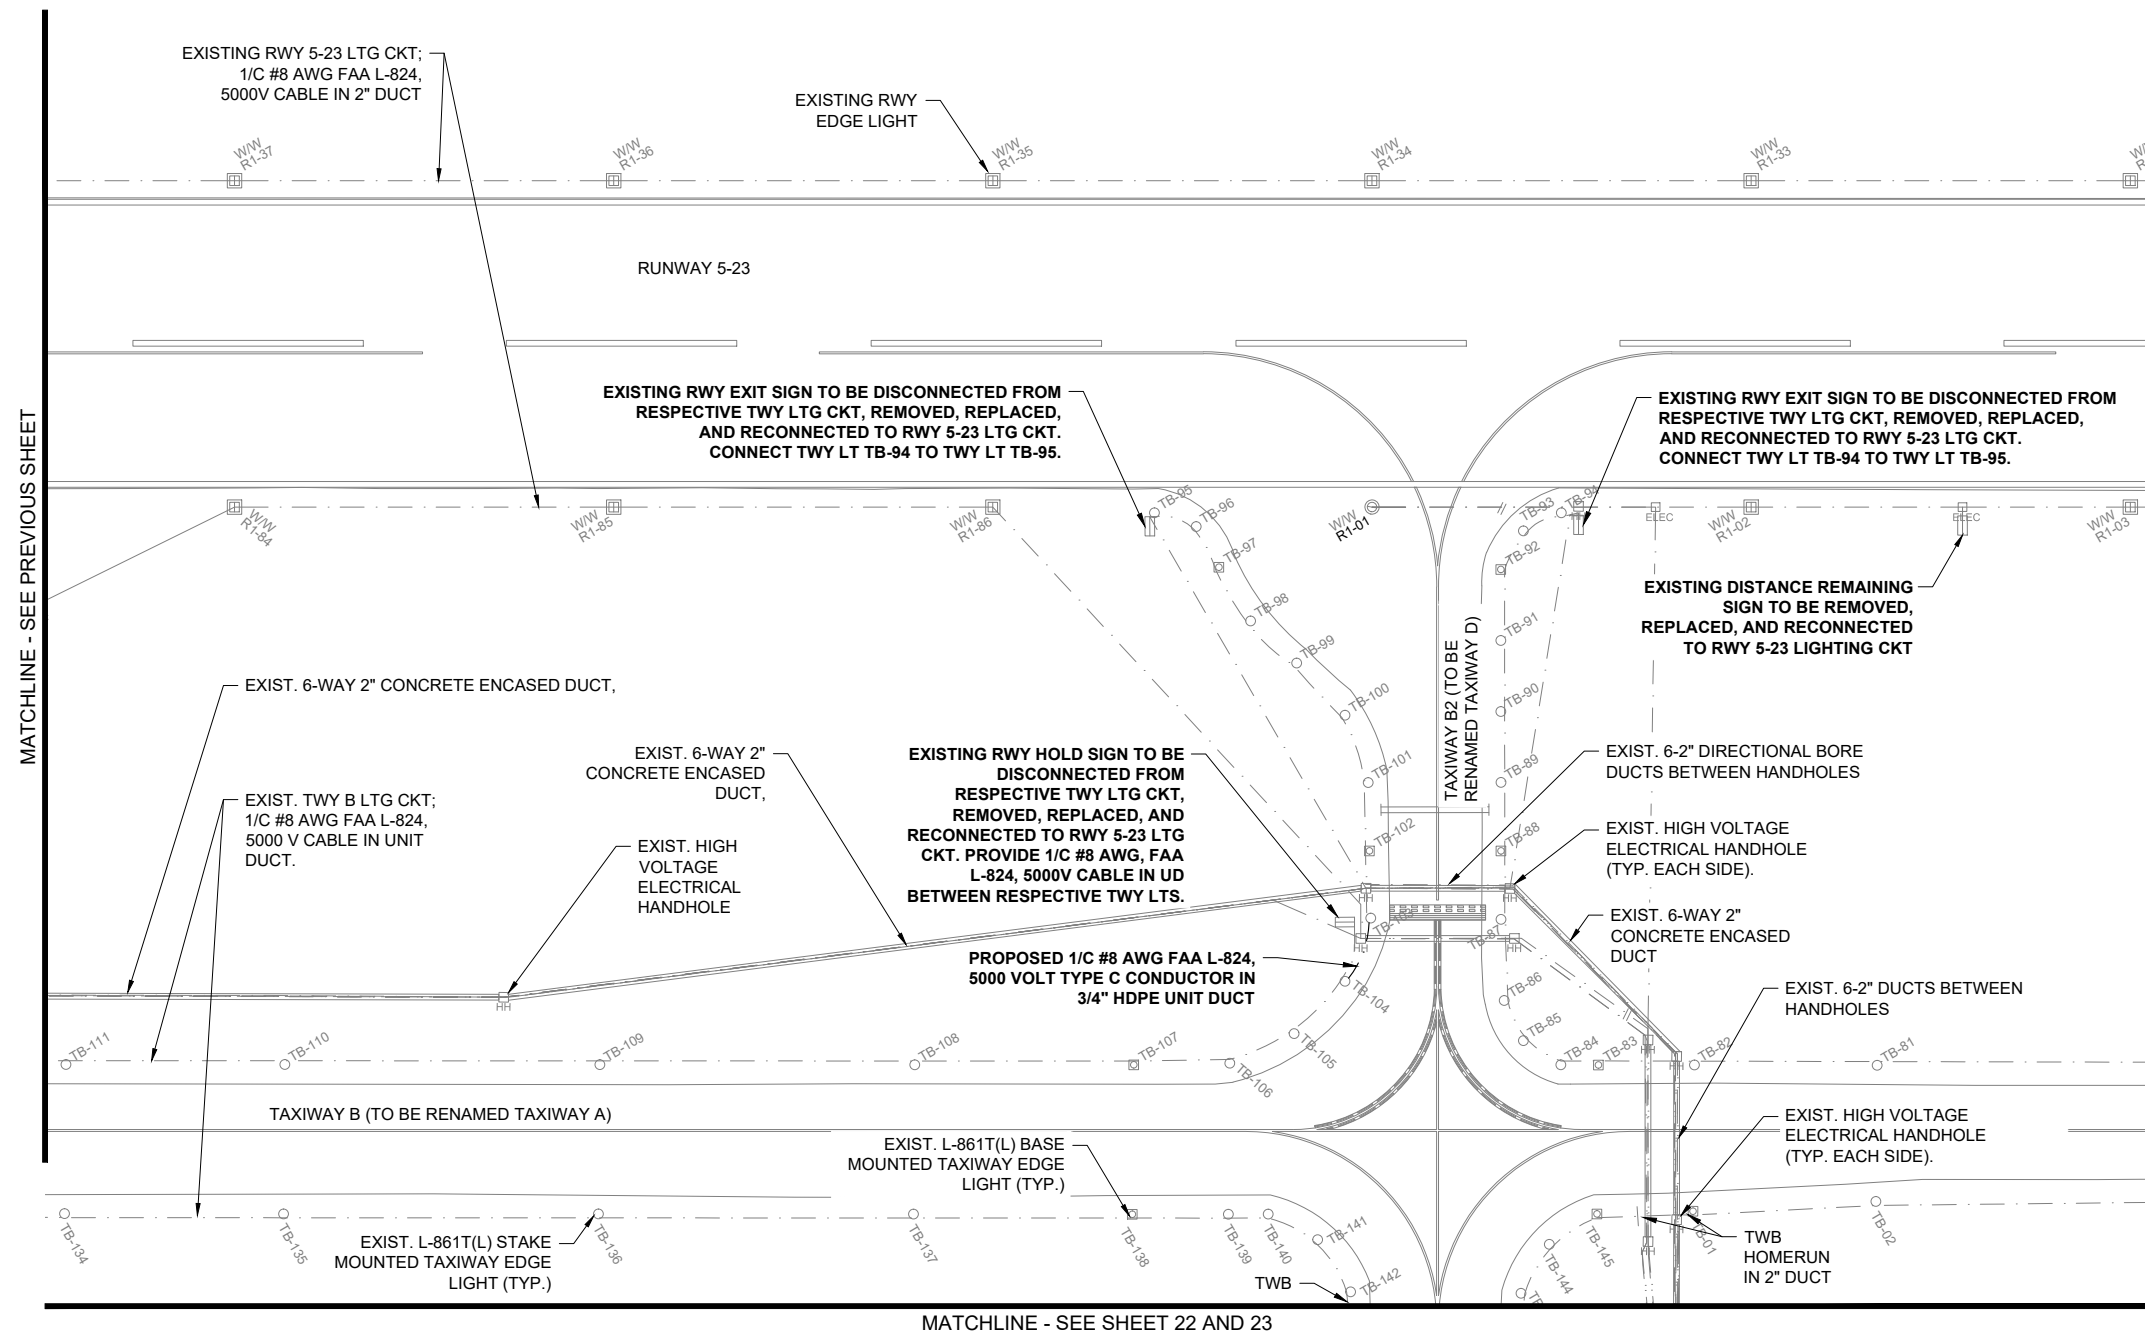 EXISTING RWY 5-23 LTG CKT;
1/C #8 AWG FAA L-824,
5000V CABLE IN 2" DUCT
EXISTING RWY
EDGE LIGHT
W/W
R1-37
W/W
R1-36
W/W
R1-35
W/W
R1-34
W/W
R1-33
RUNWAY 5-23
EXISTING RWY EXIT SIGN TO BE DISCONNECTED FROM
RESPECTIVE TWY LTG CKT, REMOVED, REPLACED,
AND RECONNECTED TO RWY 5-23 LTG CKT.
CONNECT TWY LT TB-94 TO TWY LT TB-95.
EXISTING RWY EXIT SIGN TO BE DISCONNECTED FROM
RESPECTIVE TWY LTG CKT, REMOVED, REPLACED,
AND RECONNECTED TO RWY 5-23 LTG CKT.
CONNECT TWY LT TB-94 TO TWY LT TB-95.
MATCHLINE - SEE PREVIOUS SHEET
W/W
R1-84
W/W
R1-85
W/W
R1-86
TB-95
TB-96
TB-97
TB-98
TB-99
TB-100
TB-101
TB-102
TB-103
W/W
R1-01
TB-94
TB-93
TB-92
TB-91
TB-90
TB-89
TB-88
TB-87
ELEC
W/W
R1-02
ELEC
W/W
R1-03
EXISTING DISTANCE REMAINING
SIGN TO BE REMOVED,
REPLACED, AND RECONNECTED
TO RWY 5-23 LIGHTING CKT
TAXIWAY B2 (TO BE
RENAMED TAXIWAY D)
EXIST. 6-WAY 2" CONCRETE ENCASED DUCT,
EXIST. 6-WAY 2"
CONCRETE ENCASED
DUCT,
EXISTING RWY HOLD SIGN TO BE
DISCONNECTED FROM
RESPECTIVE TWY LTG CKT,
REMOVED, REPLACED, AND
RECONNECTED TO RWY 5-23 LTG
CKT. PROVIDE 1/C #8 AWG, FAA
L-824, 5000V CABLE IN UD
BETWEEN RESPECTIVE TWY LTS.
EXIST. 6-2" DIRECTIONAL BORE
DUCTS BETWEEN HANDHOLES
EXIST. TWY B LTG CKT;
1/C #8 AWG FAA L-824,
5000 V CABLE IN UNIT
DUCT.
EXIST. HIGH
VOLTAGE
ELECTRICAL
HANDHOLE
EXIST. HIGH VOLTAGE
ELECTRICAL HANDHOLE
(TYP. EACH SIDE).
EXIST. 6-WAY 2"
CONCRETE ENCASED
DUCT
HH
HH
HH
HH
HH
PROPOSED 1/C #8 AWG FAA L-824,
5000 VOLT TYPE C CONDUCTOR IN
3/4" HDPE UNIT DUCT
EXIST. 6-2" DUCTS BETWEEN
HANDHOLES
TB-111
TB-110
TB-109
TB-108
TB-107
TB-106
TB-105
TB-104
TB-86
TB-85
TB-84
TB-83
HH
HH
TB-82
TB-81
TAXIWAY B (TO BE RENAMED TAXIWAY A)
EXIST. L-861T(L) BASE
MOUNTED TAXIWAY EDGE
LIGHT (TYP.)
EXIST. HIGH VOLTAGE
ELECTRICAL HANDHOLE
(TYP. EACH SIDE).
TB-134
TB-135
TB-136
TB-137
TB-138
TB-139
TB-140
TB-141
TB-142
TB-144
TB-145
HH
HH
TB-01
TB-02
EXIST. L-861T(L) STAKE
MOUNTED TAXIWAY EDGE
LIGHT (TYP.)
TWB
TWB
HOMERUN
IN 2" DUCT
MATCHLINE - SEE SHEET 22 AND 23